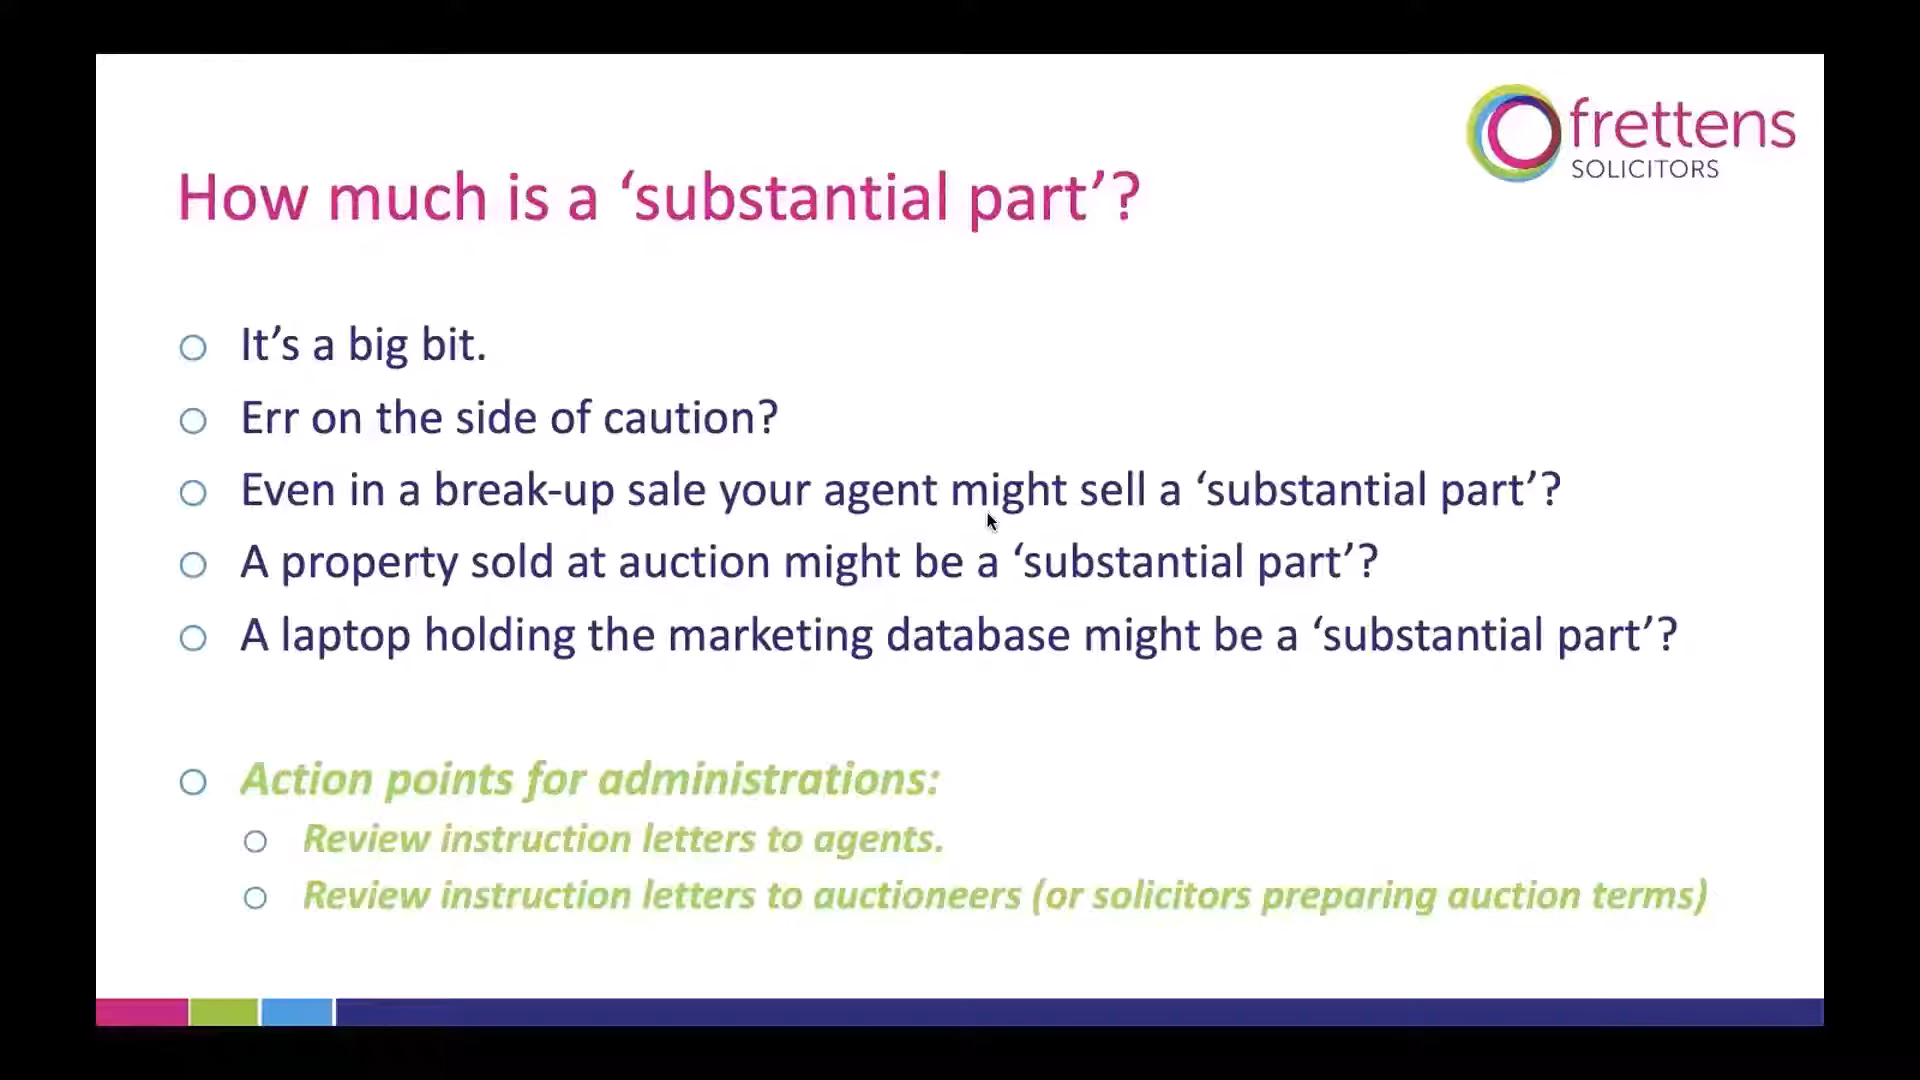 frettens
SOLICITORS
How much is a ‘substantial part’?
It’s a big bit.
Err on the side of caution?
Even in a break-up sale your agent might sell a ‘substantial part’?
A property sold at auction might be a ‘substantial part’?
A laptop holding the marketing database might be a ‘substantial part’?
Action points for administrations:
Review instruction letters to agents.
Review instruction letters to auctioneers (or solicitors preparing auction terms)